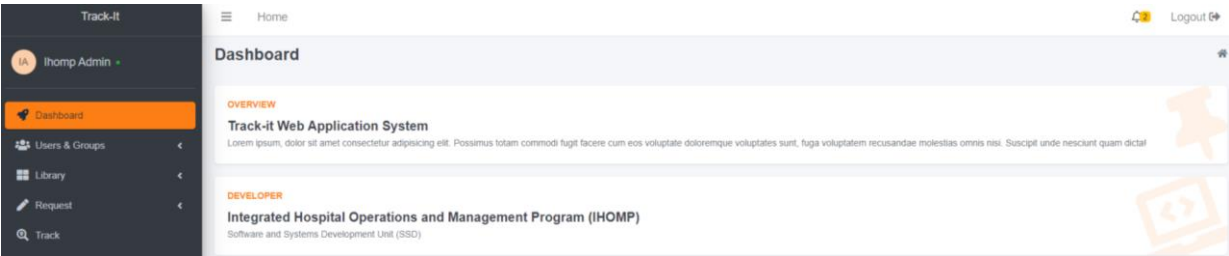 Track-It
Home
2
Logout
IA
Ihomp Admin
Dashboard
Dashboard
Users & Groups
Library
Request
Track
OVERVIEW
Track-it Web Application System
Lorem ipsum, dolor sit amet consectetur adipisicing elit. Possimus totam commodi fugit facere cum eos voluptate doloremque voluptates sunt, fuga voluptatem recusandae molestias omnis nisi. Suscipit unde nesciunt quam dicta!
DEVELOPER
Integrated Hospital Operations and Management Program (IHOMP)
Software and Systems Development Unit (SSD)